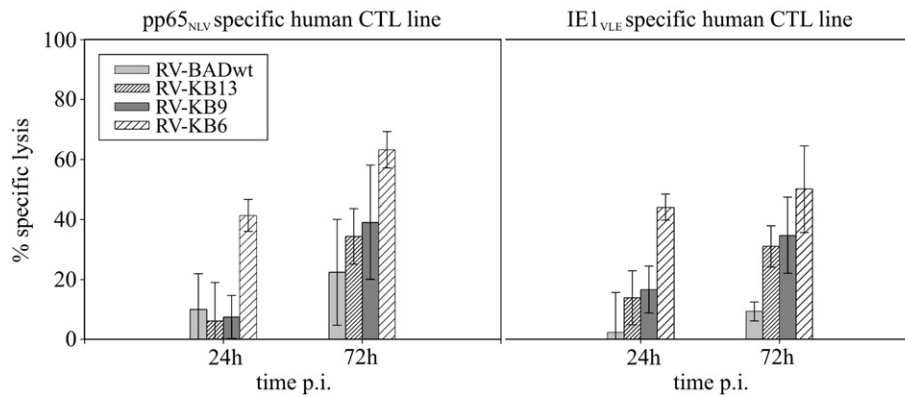 pp65NLV specific human CTL line
IE1VLE specific human CTL line
% specific lysis
100
80
60
40
20
0
RV-BADwt
RV-KB13
RV-KB9
RV-KB6
24h
72h
24h
72h
time p.i.
time p.i.